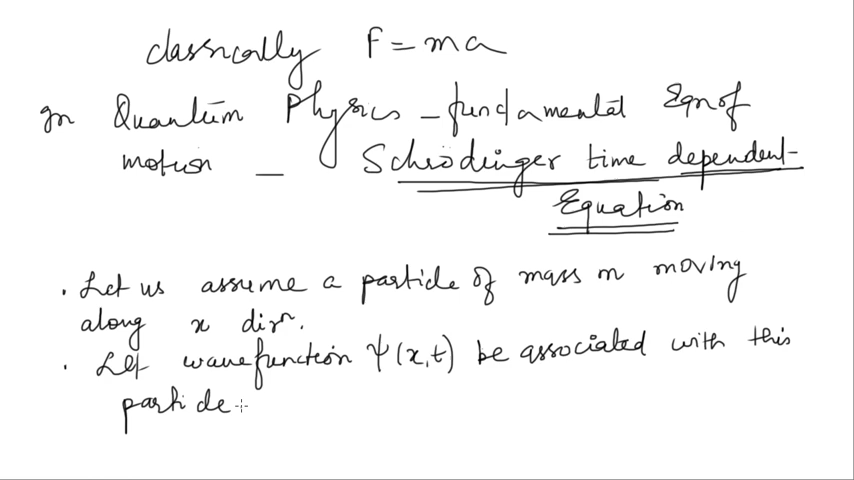 classically F = ma
In Quantum Physics - fundamental Eqn of
motion - Schrodinger time dependent
Equation
. Let us assume a particle of mass m moving
along x dirn.
. Let wavefunction ψ(x,t) be associated with this
particle.